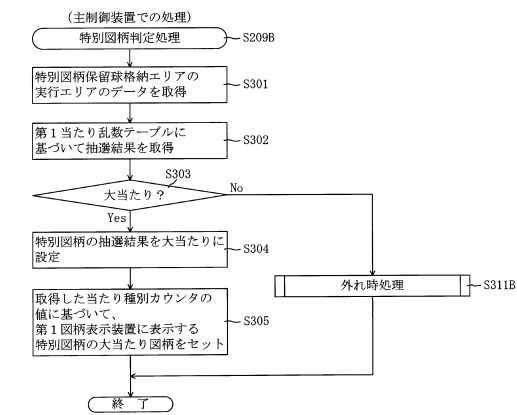 (主制御装置での処理)
特別図柄判定処理
S209B
特別図柄保留球格納エリアの
実行エリアのデータを取得
S301
第1当たり乱数テーブルに
基づいて抽選結果を取得
S302
S303
大当たり?
No
Yes
特別図柄の抽選結果を大当たりに
設定
S304
外れ時処理
S311B
取得した当たり種別カウンタの
値に基づいて、
第1図柄表示装置に表示する
特別図柄の大当たり図柄をセット
S305
終 了